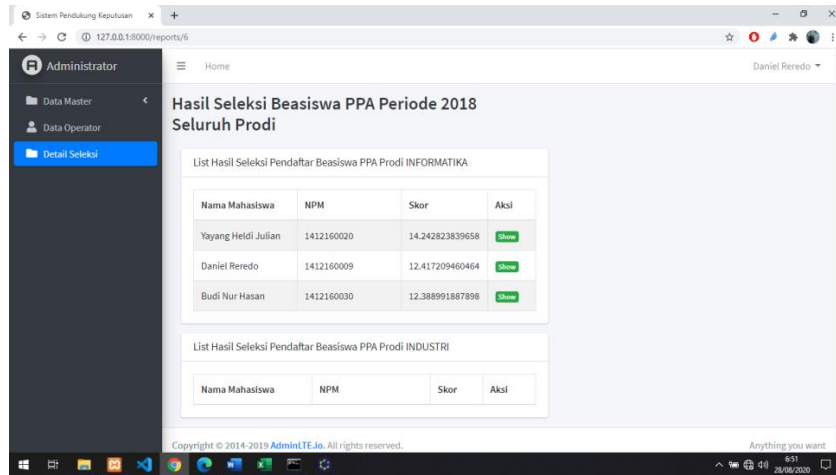 Sistem Pendukung Keputusan
127.0.0.1:8000/reports/6
Administrator
Home
Daniel Reredo
Data Master
Data Operator
Detail Seleksi
Hasil Seleksi Beasiswa PPA Periode 2018
Seluruh Prodi
List Hasil Seleksi Pendaftar Beasiswa PPA Prodi INFORMATIKA
Nama Mahasiswa NPM Skor Aksi
Yayang Heldi Julian 1412160020 14.242823839658 Show
Daniel Reredo 1412160009 12.417209460464 Show
Budi Nur Hasan 1412160030 12.388991887898 Show
List Hasil Seleksi Pendaftar Beasiswa PPA Prodi INDUSTRI
Nama Mahasiswa NPM Skor Aksi
Copyright © 2014-2019 AdminLTE.io. All rights reserved.
Anything you want
6:51
28/08/2020